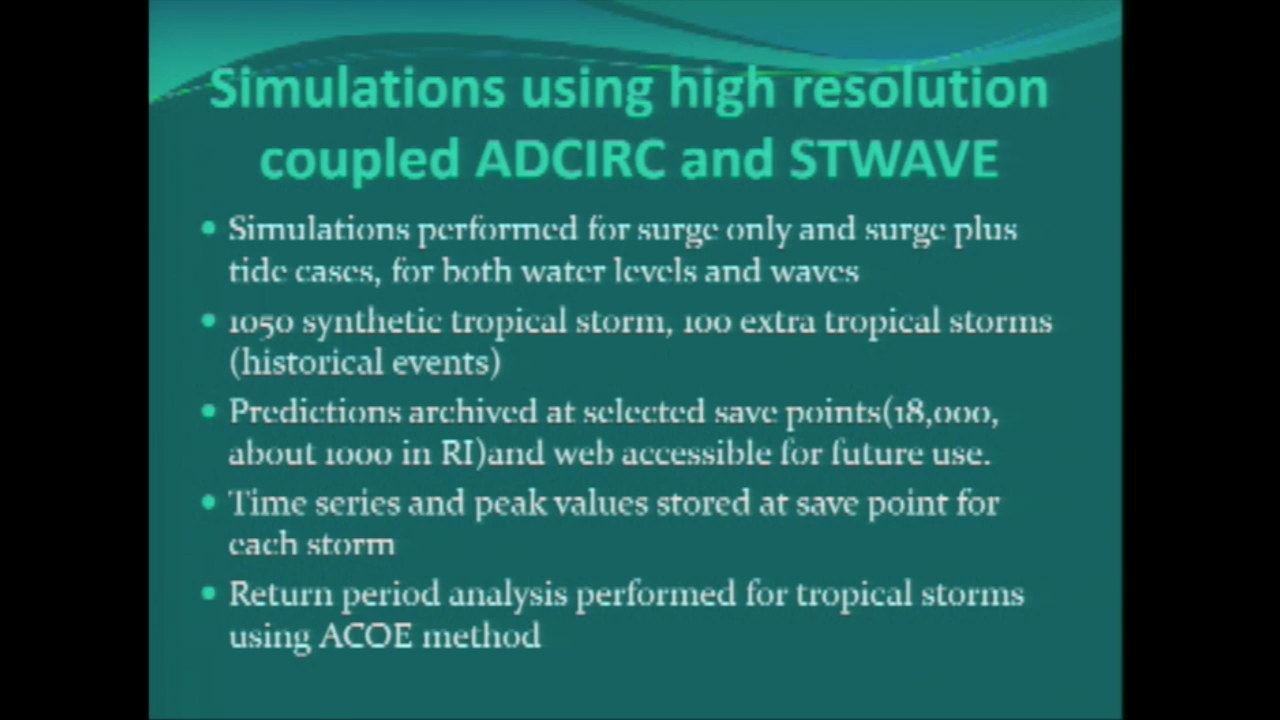 Simulations using high resolution
coupled ADCIRC and STWAVE
• Simulations performed for surge only and surge plus
tide cases, for both water levels and waves
• 1050 synthetic tropical storm, 100 extra tropical storms
(historical events)
• Predictions archived at selected save points(18,000,
about 1000 in RI)and web accessible for future use.
• Time series and peak values stored at save point for
each storm
• Return period analysis performed for tropical storms
using ACOE method